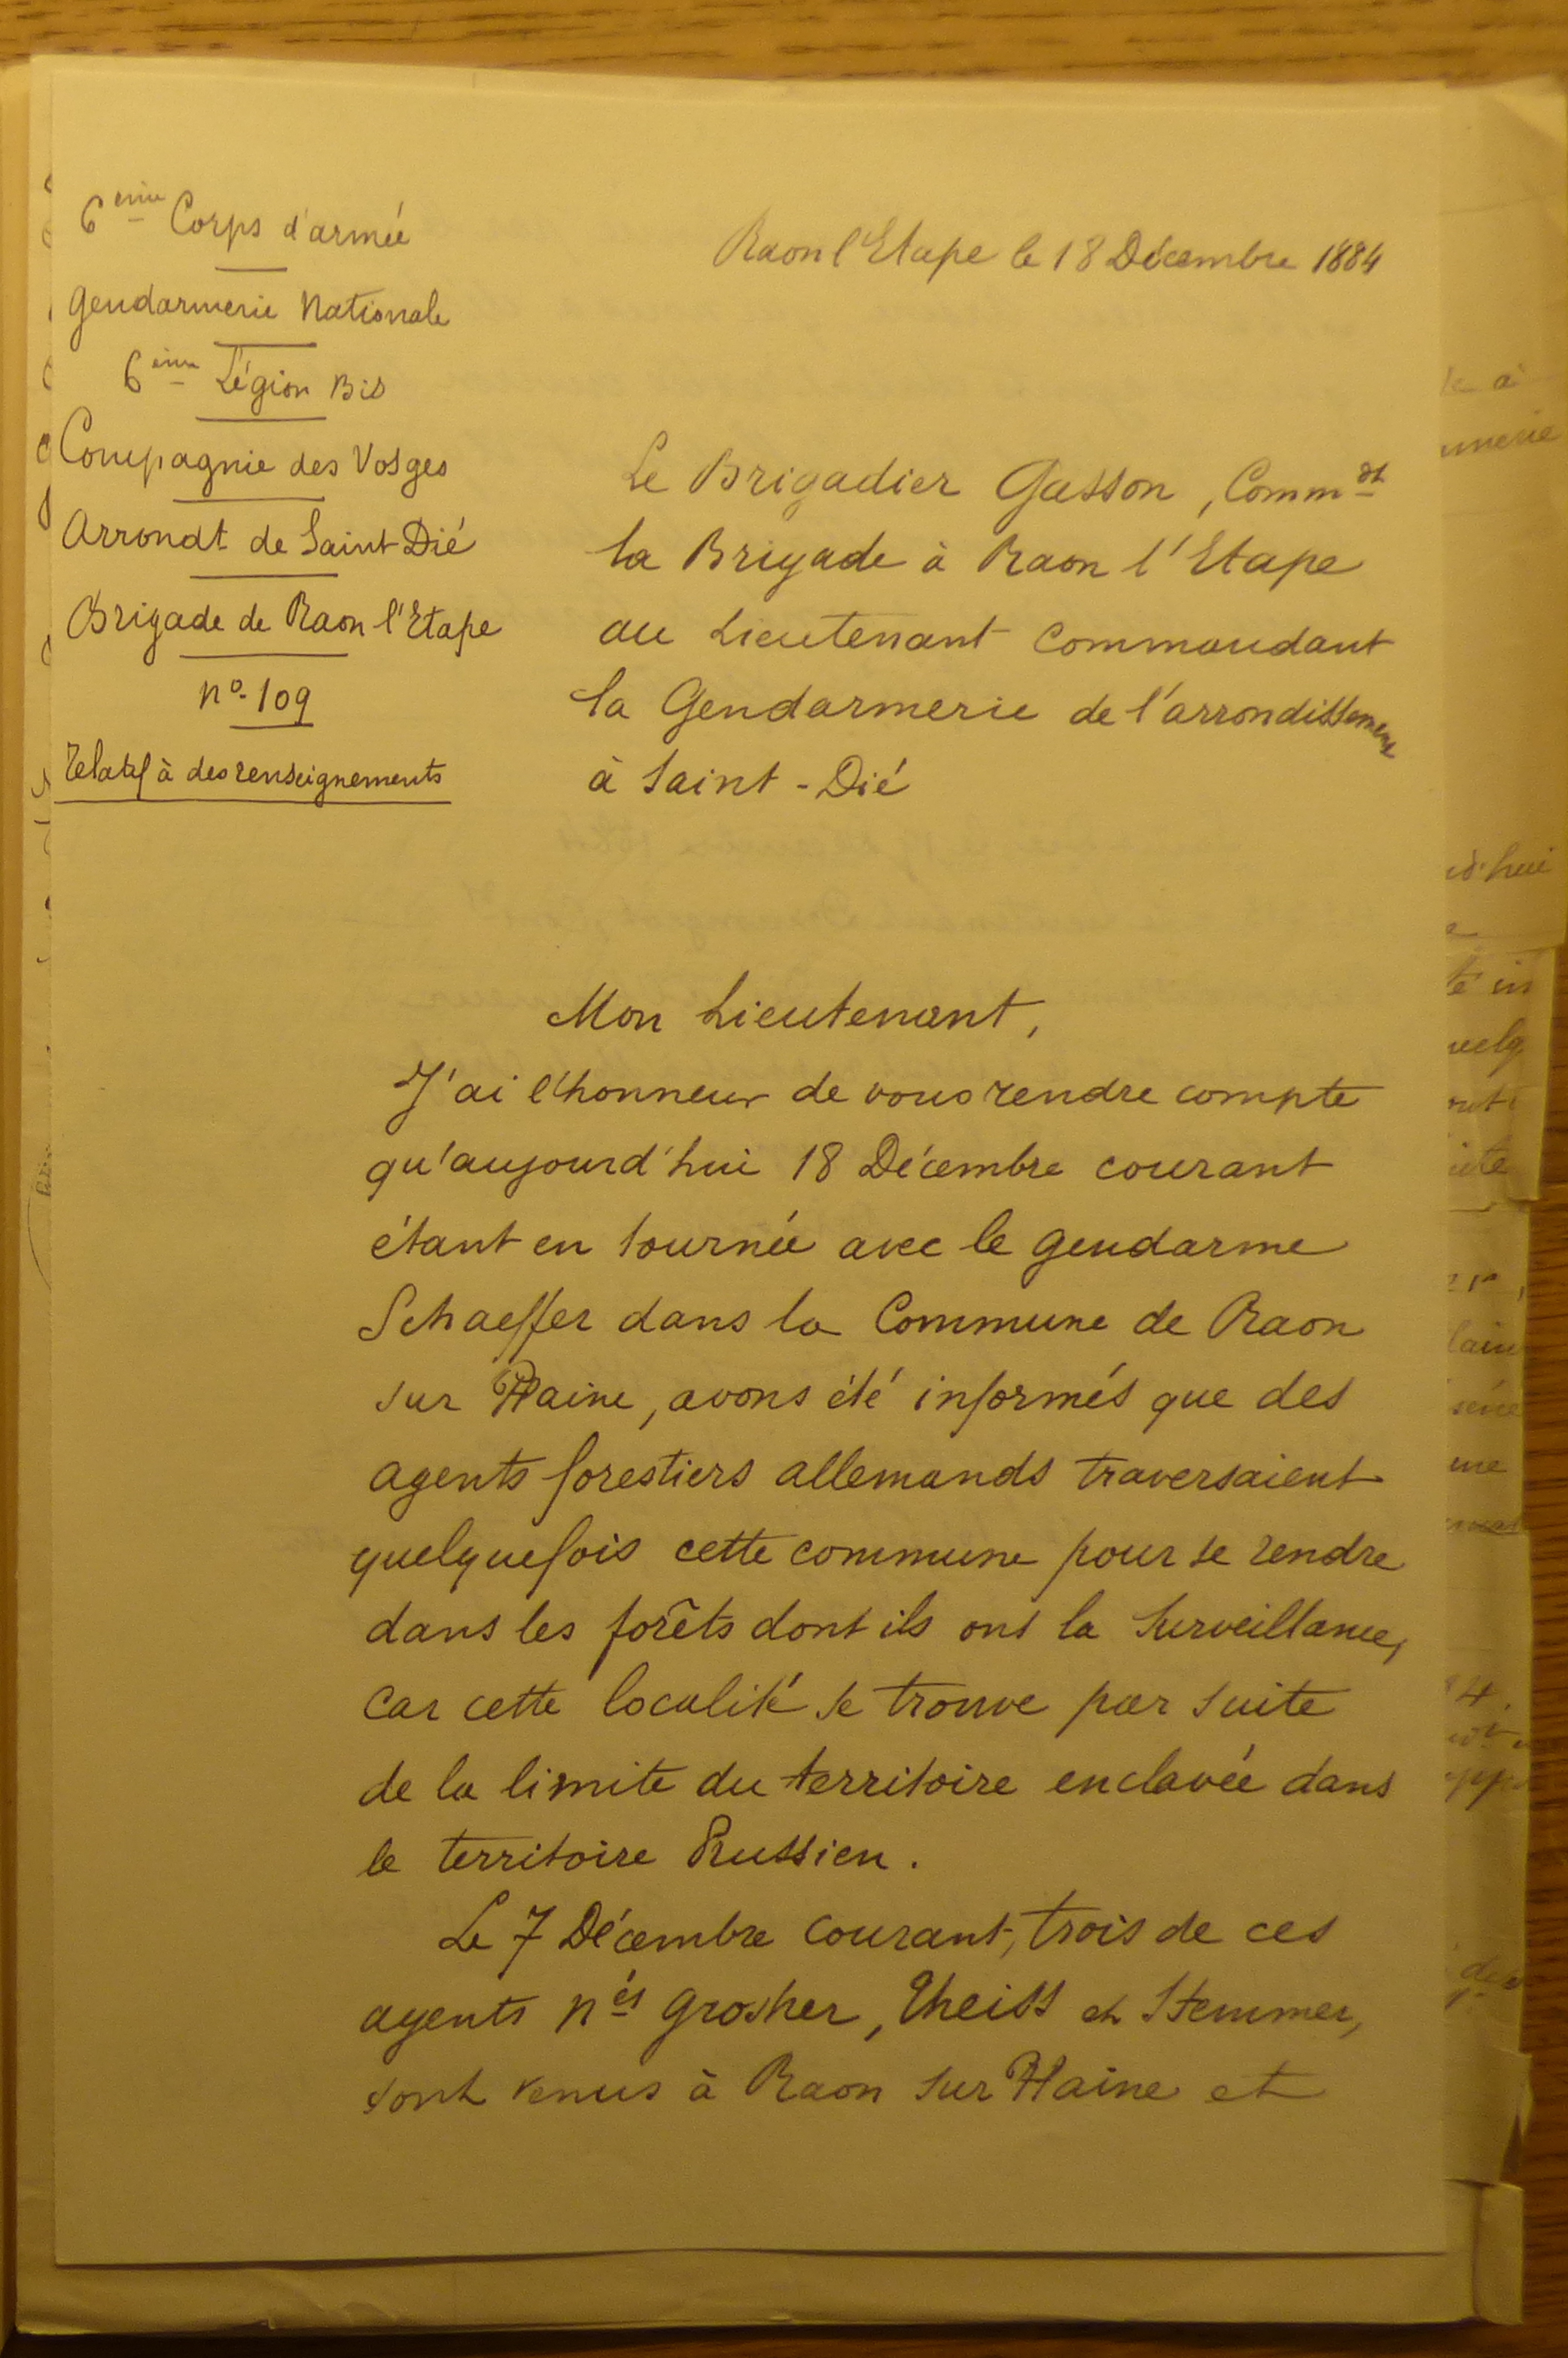 6ème Corps d'armée
Gendarmerie Nationale
6ème Légion Bis
Compagnie des Vosges
Arrondt de Saint Dié
Brigade de Raon l'Etape
n° 109
relatif à des renseignements
Raon l'Etape le 18 Décembre 1884
Le Brigadier Gasson, Commdt
la Brigade à Raon l'Etape
au Lieutenant Commandant
la Gendarmerie de l'arrondissement
à Saint-Dié
Mon Lieutenant,
J'ai l'honneur de vous rendre compte
qu'aujourd'hui 18 Décembre courant
étant en tournée avec le gendarme
Schaeffer dans la Commune de Raon
sur Plaine, avons été informés que des
agents forestiers allemands traversaient
quelquefois cette commune pour se rendre
dans les forêts dont ils ont la surveillance,
car cette localité se trouve par suite
de la limite du territoire enclavée dans
le territoire Prussien.
Le 7 Décembre courant, trois de ces
agents nés Grosher, Theiss et Stemmer,
sont venus à Raon sur Plaine et